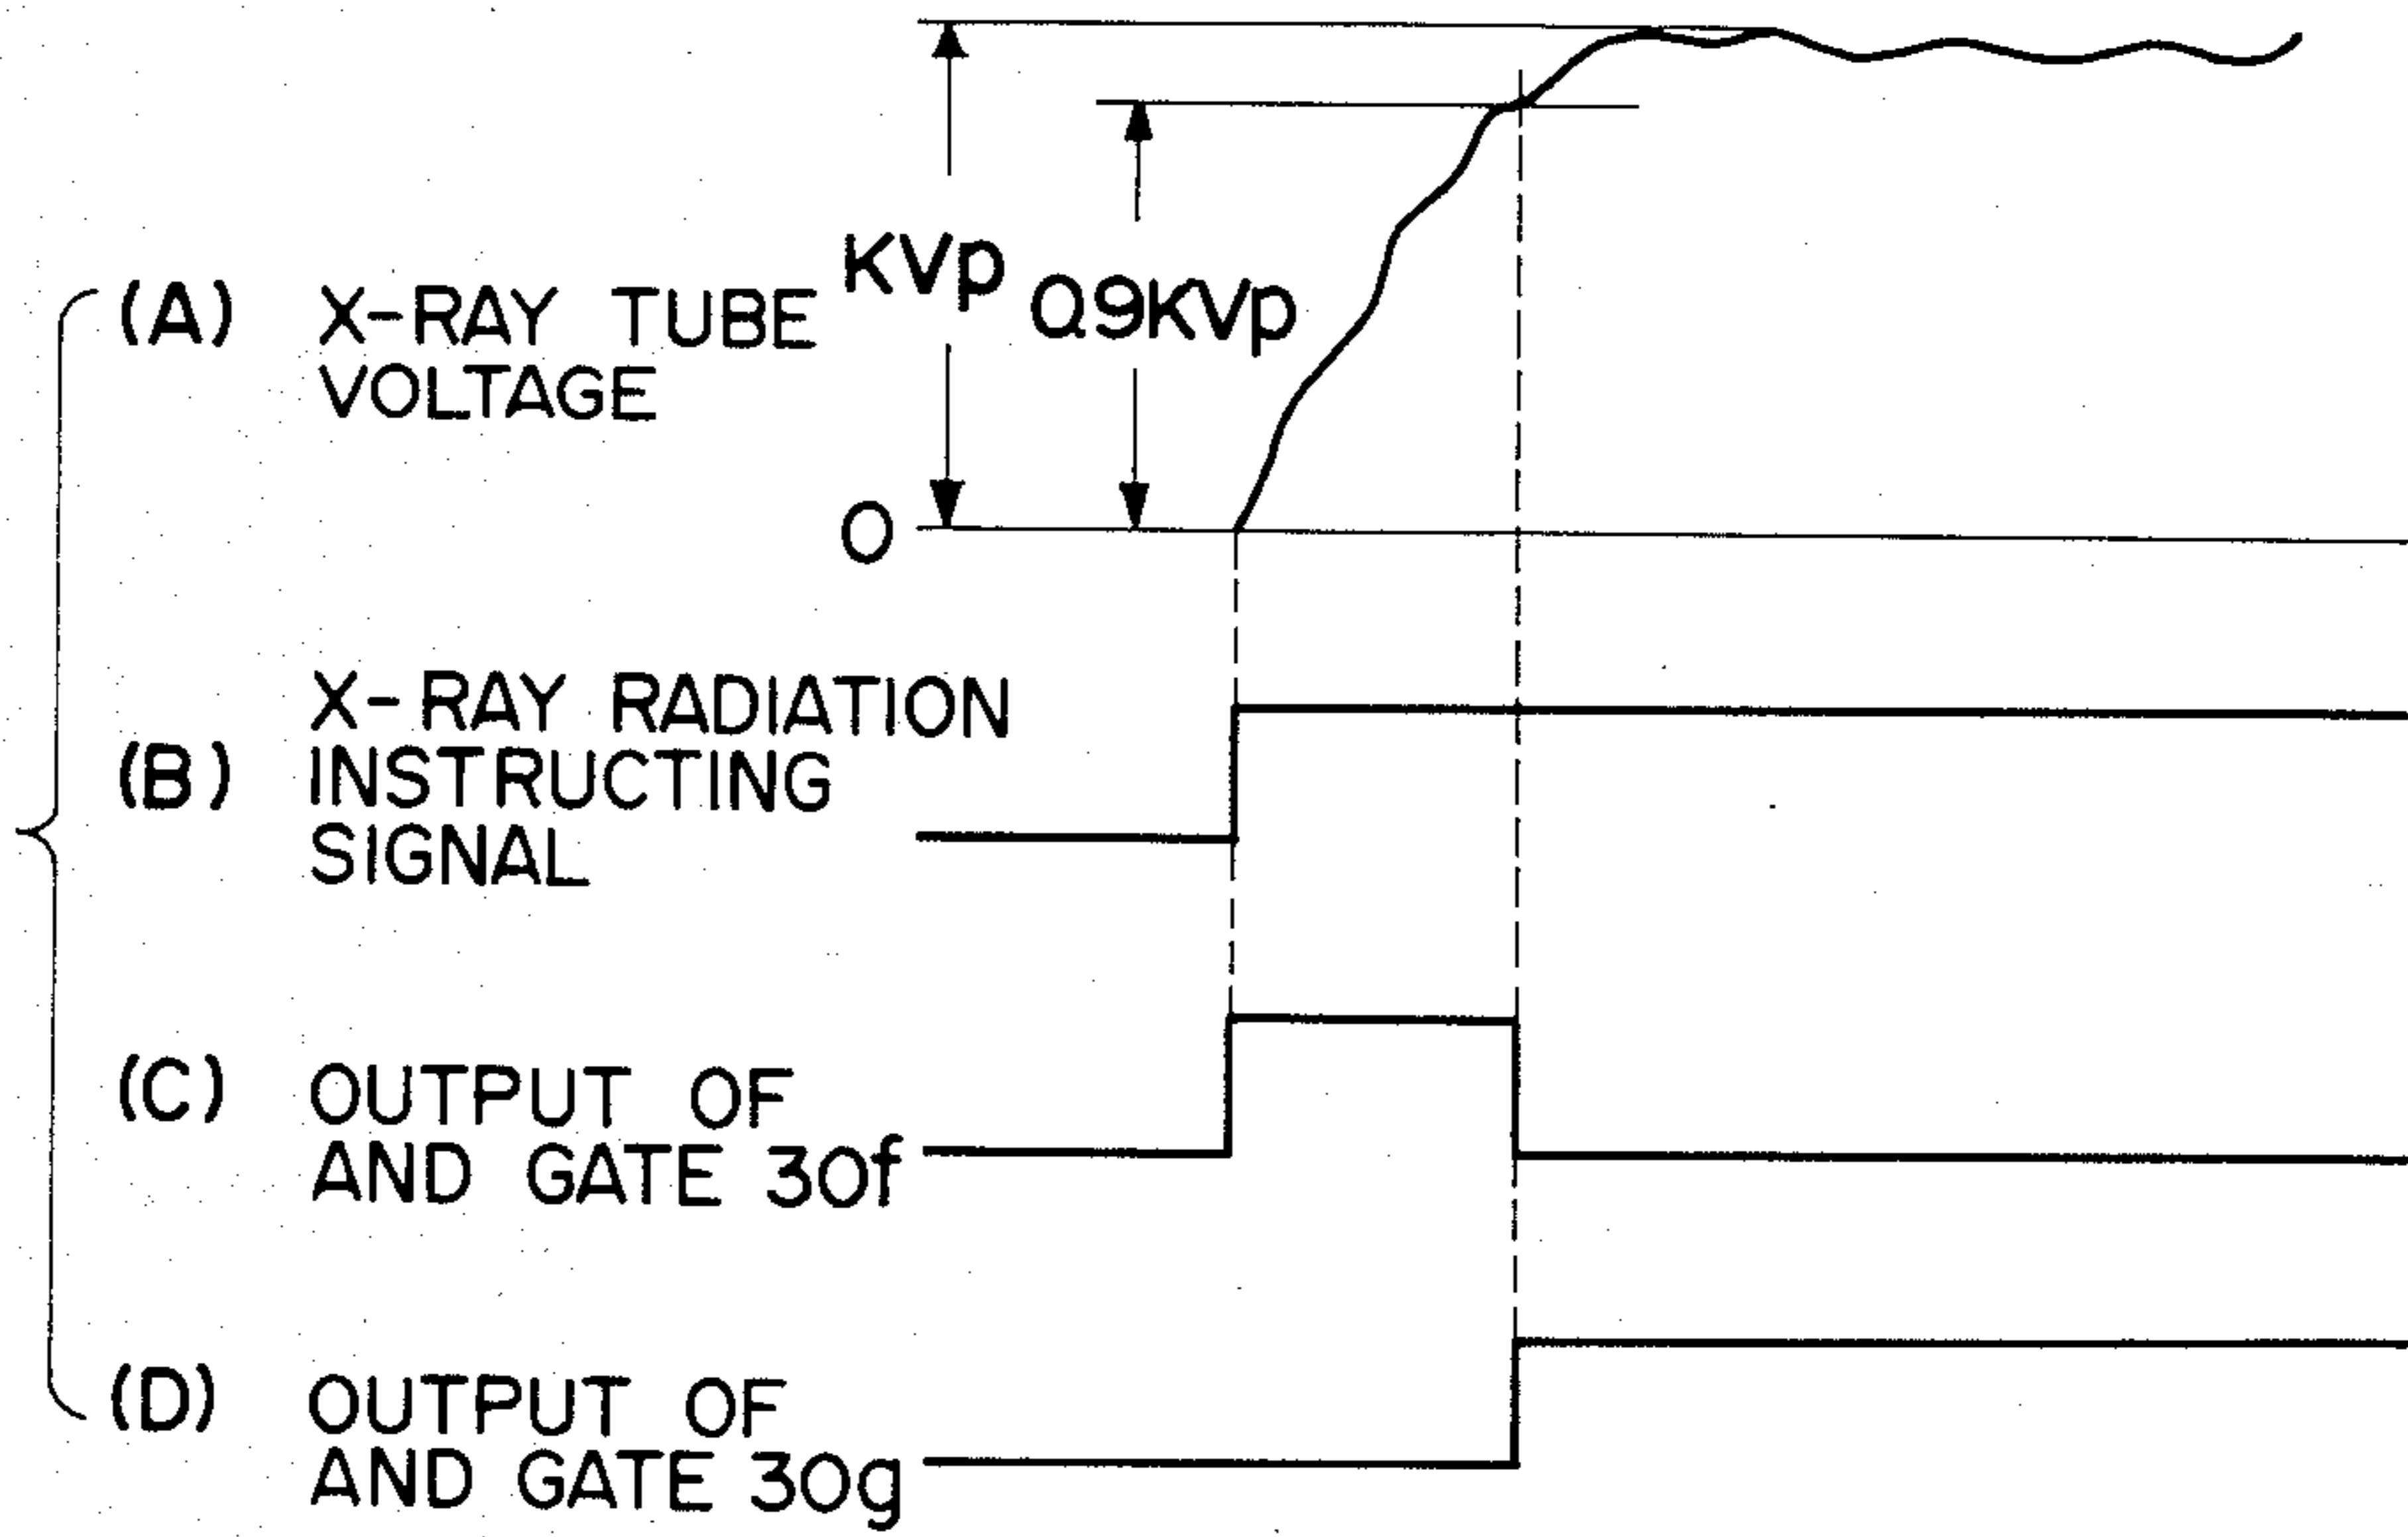 KVp
Q9KVp
(A) X-RAY TUBE
VOLTAGE
O
X-RAY RADIATION
(B) INSTRUCTING
SIGNAL
(C) OUTPUT OF
AND GATE 30f
(D) OUTPUT OF
AND GATE 30g